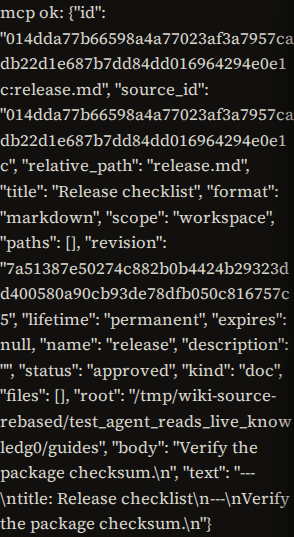 mcp ok: {"id":
"014dda77b66598a4a77023af3a7957ca
db22d1e687b7dd84dd016964294e0e1
c:release.md", "source_id":
"014dda77b66598a4a77023af3a7957ca
db22d1e687b7dd84dd016964294e0e1
c", "relative_path": "release.md",
"title": "Release checklist", "format":
"markdown", "scope": "workspace",
"paths": [], "revision":
"7a51387e50274c882b0b4424b29323d
d400580a90cb93de78dfb050c816757c
5", "lifetime": "permanent", "expires":
null, "name": "release", "description":
"", "status": "approved", "kind": "doc",
"files": [], "root": "/tmp/wiki-source-
rebased/test_agent_reads_live_know
ledg0/guides", "body": "Verify the
package checksum.\n", "text": "---
\ntitle: Release checklist\n---\nVerify
the package checksum.\n"}